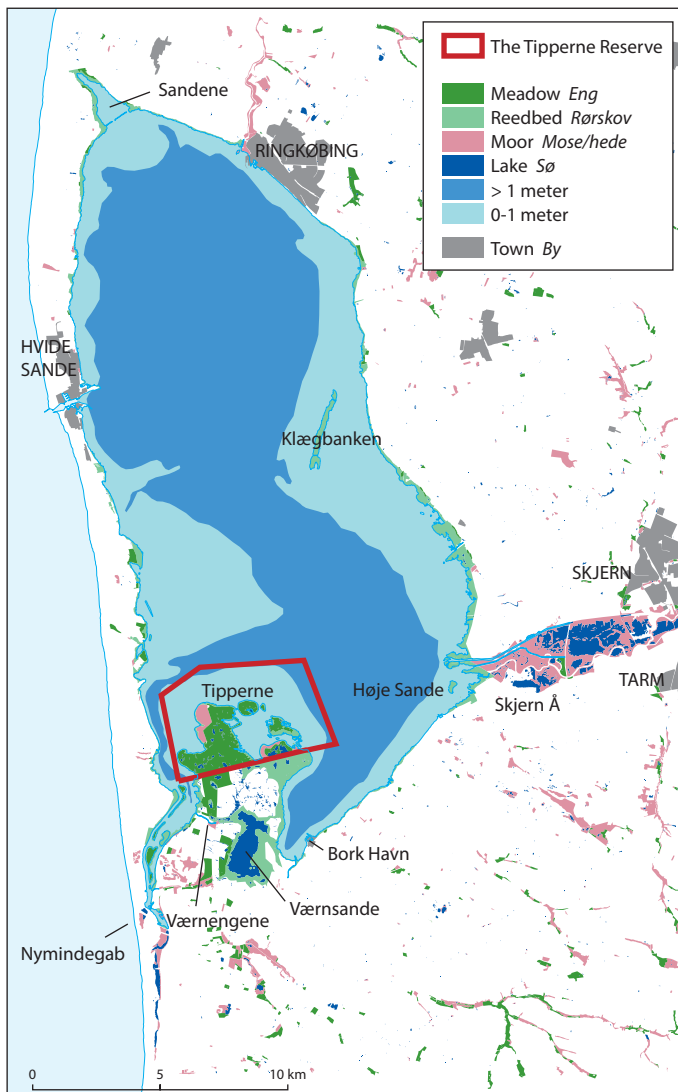 The Tipperne Reserve
Meadow Eng
Reedbed Rørskov
Moor Mose/hede
Lake Sø
> 1 meter
0-1 meter
Town By
Sandene
RINGKØBING
HVIDE
SANDE
Klægbanken
SKJERN
Tipperne
Høje Sande
TARM
Skjern Å
Bork Havn
Værnsande
Værnengene
Nymindegab
0 5 10 km